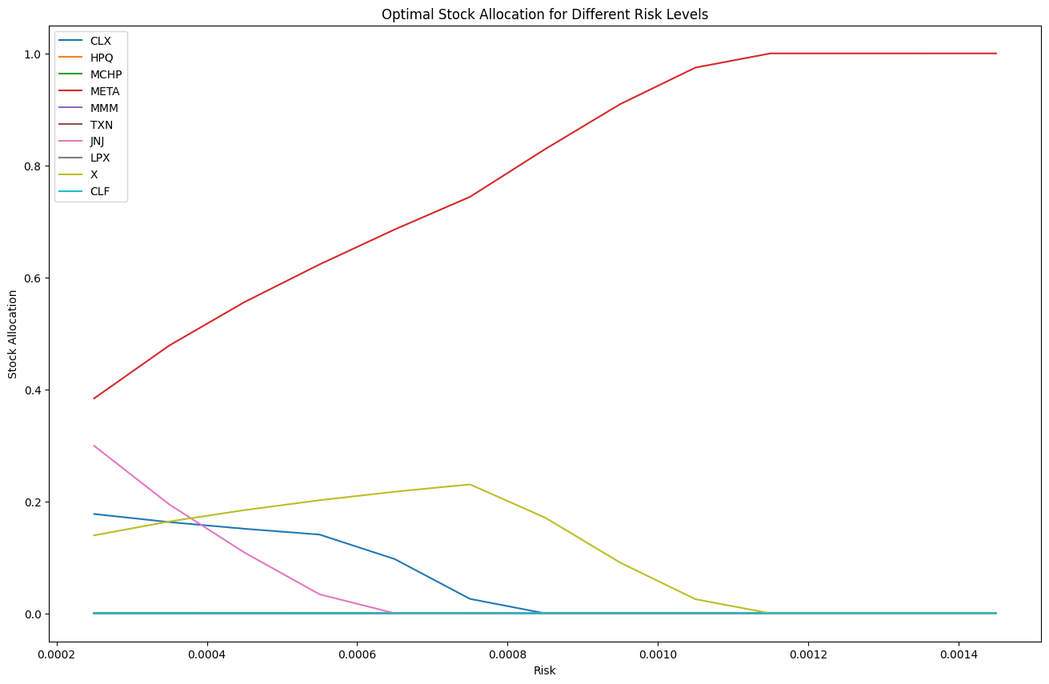 Optimal Stock Allocation for Different Risk Levels
CLX
HPQ
MCHP
META
MMM
TXN
JNJ
LPX
X
CLF
1.0
0.8
0.6
0.4
0.2
0.0
Stock Allocation
0.0002
0.0004
0.0006
0.0008
0.0010
0.0012
0.0014
Risk